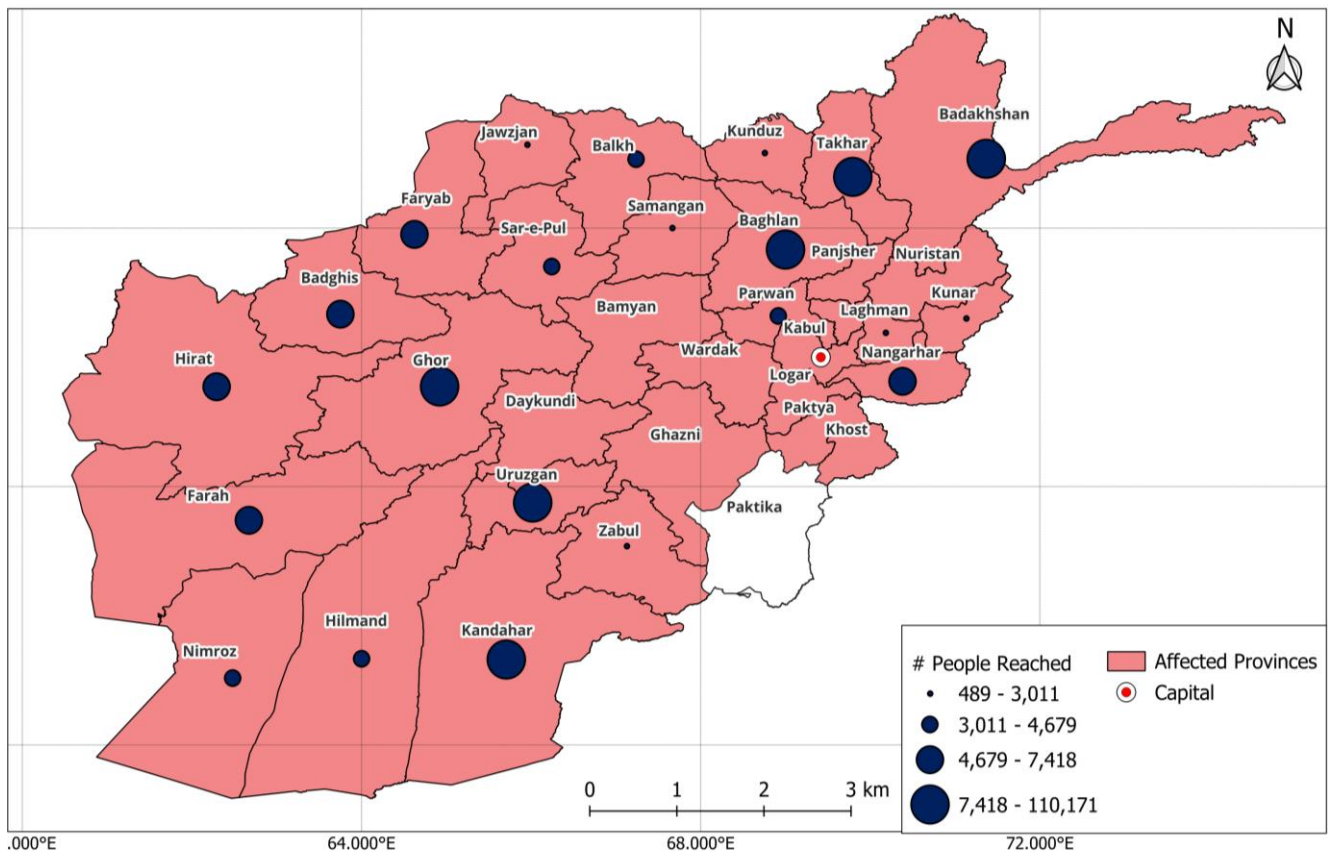 N
Badakhshan
Jawzjan
Kunduz
Balkh
Takhar
Faryab
Samangan
Sar-e-Pul
Baghlan
Panjsher
Nuristan
Badghis
Parwan
Kunar
Bamyan
Laghman
Kabul
Wardak
Nangarhar
Hirat
Ghor
Logar
Daykundi
Paktya
Khost
Ghazni
Uruzgan
Farah
Paktika
Zabul
Hilmand
Kandahar
Nimroz
# People Reached
489 - 3,011
3,011 - 4,679
4,679 - 7,418
7,418 - 110,171
Affected Provinces
Capital
0 1 2 3 km
.000°E 64.000°E 68.000°E 72.000°E